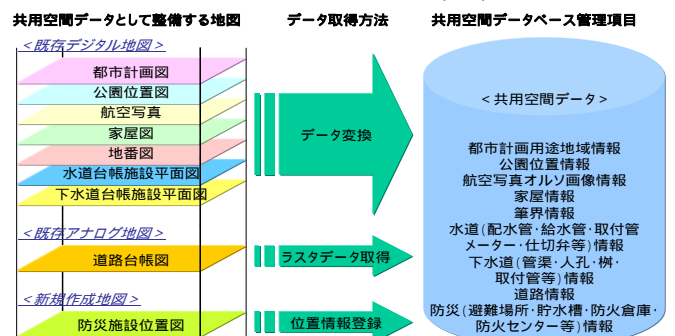 共用空間データとして整備する地図
データ取得方法
共用空間データベース管理項目
＜既存デジタル地図＞
都市計画図
公園位置図
航空写真
家屋図
地番図
水道台帳施設平面図
下水道台帳施設平面図
データ変換
＜既存アナログ地図＞
道路台帳図
ラスタデータ取得
＜新規作成地図＞
防災施設位置図
位置情報登録
＜共用空間データ＞
都市計画用途地域情報
公園位置情報
航空写真オルソ画像情報
家屋情報
筆界情報
水道(配水管･給水管･取付管
メーター･仕切弁等)情報
下水道(管渠･人孔･桝･
取付管等)情報
道路情報
防災(避難場所･貯水槽･防火倉庫･
防火センター等)情報